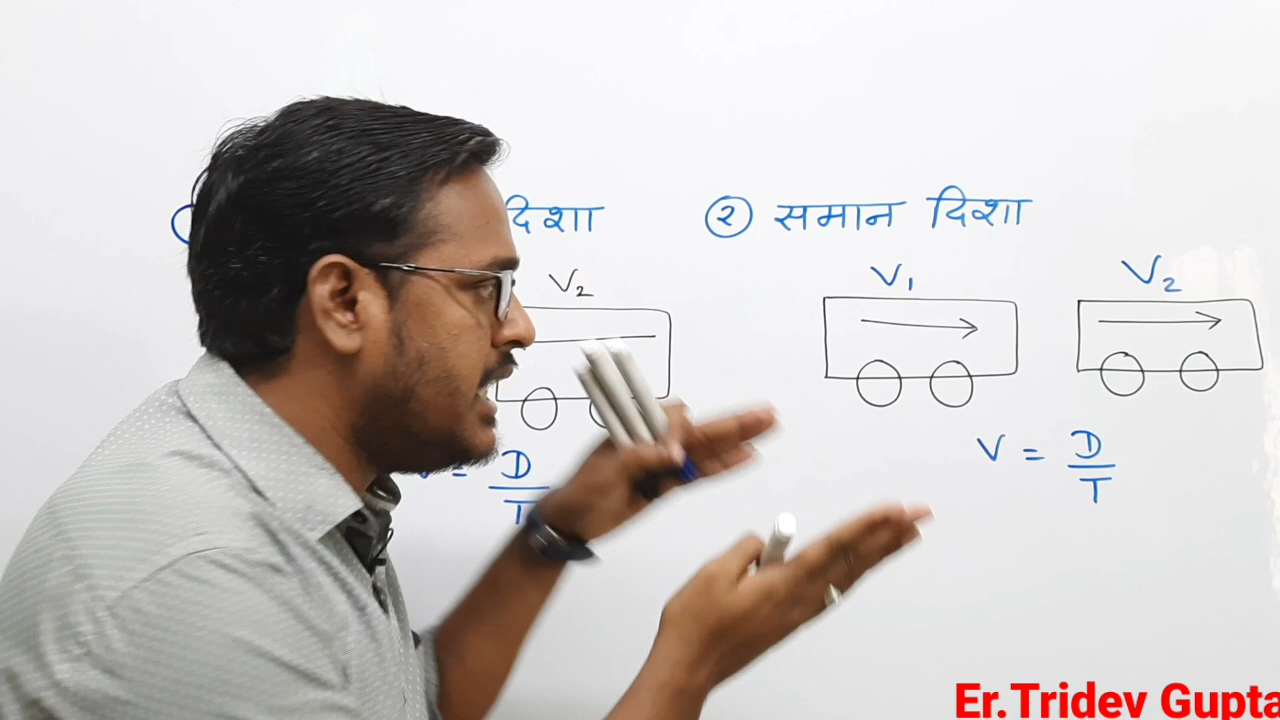 दिशा
V₂
V = D/T
② समान दिशा
V₁ V₂
V = D/T
Er.Tridev Gupta